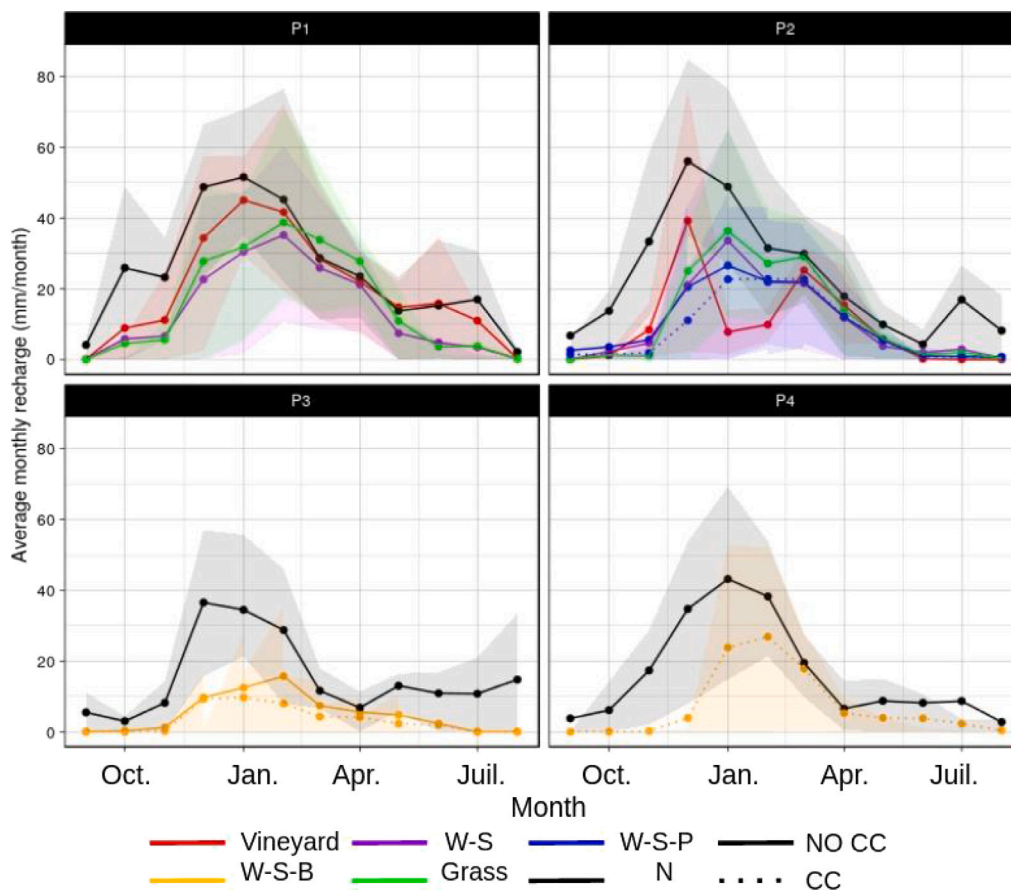 P1 P2
80
60
40
20
0
P3 P4
80
60
40
20
0
Average monthly recharge (mm/month)
Oct. Jan. Apr. Juil. Oct. Jan. Apr. Juil.
Month
Vineyard W-S W-S-P NO CC
W-S-B Grass N CC